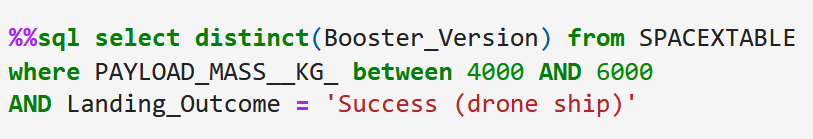 %%sql select distinct(Booster_Version) from SPACEXTABLE
where PAYLOAD_MASS__KG_ between 4000 AND 6000
AND Landing_Outcome = 'Success (drone ship)'